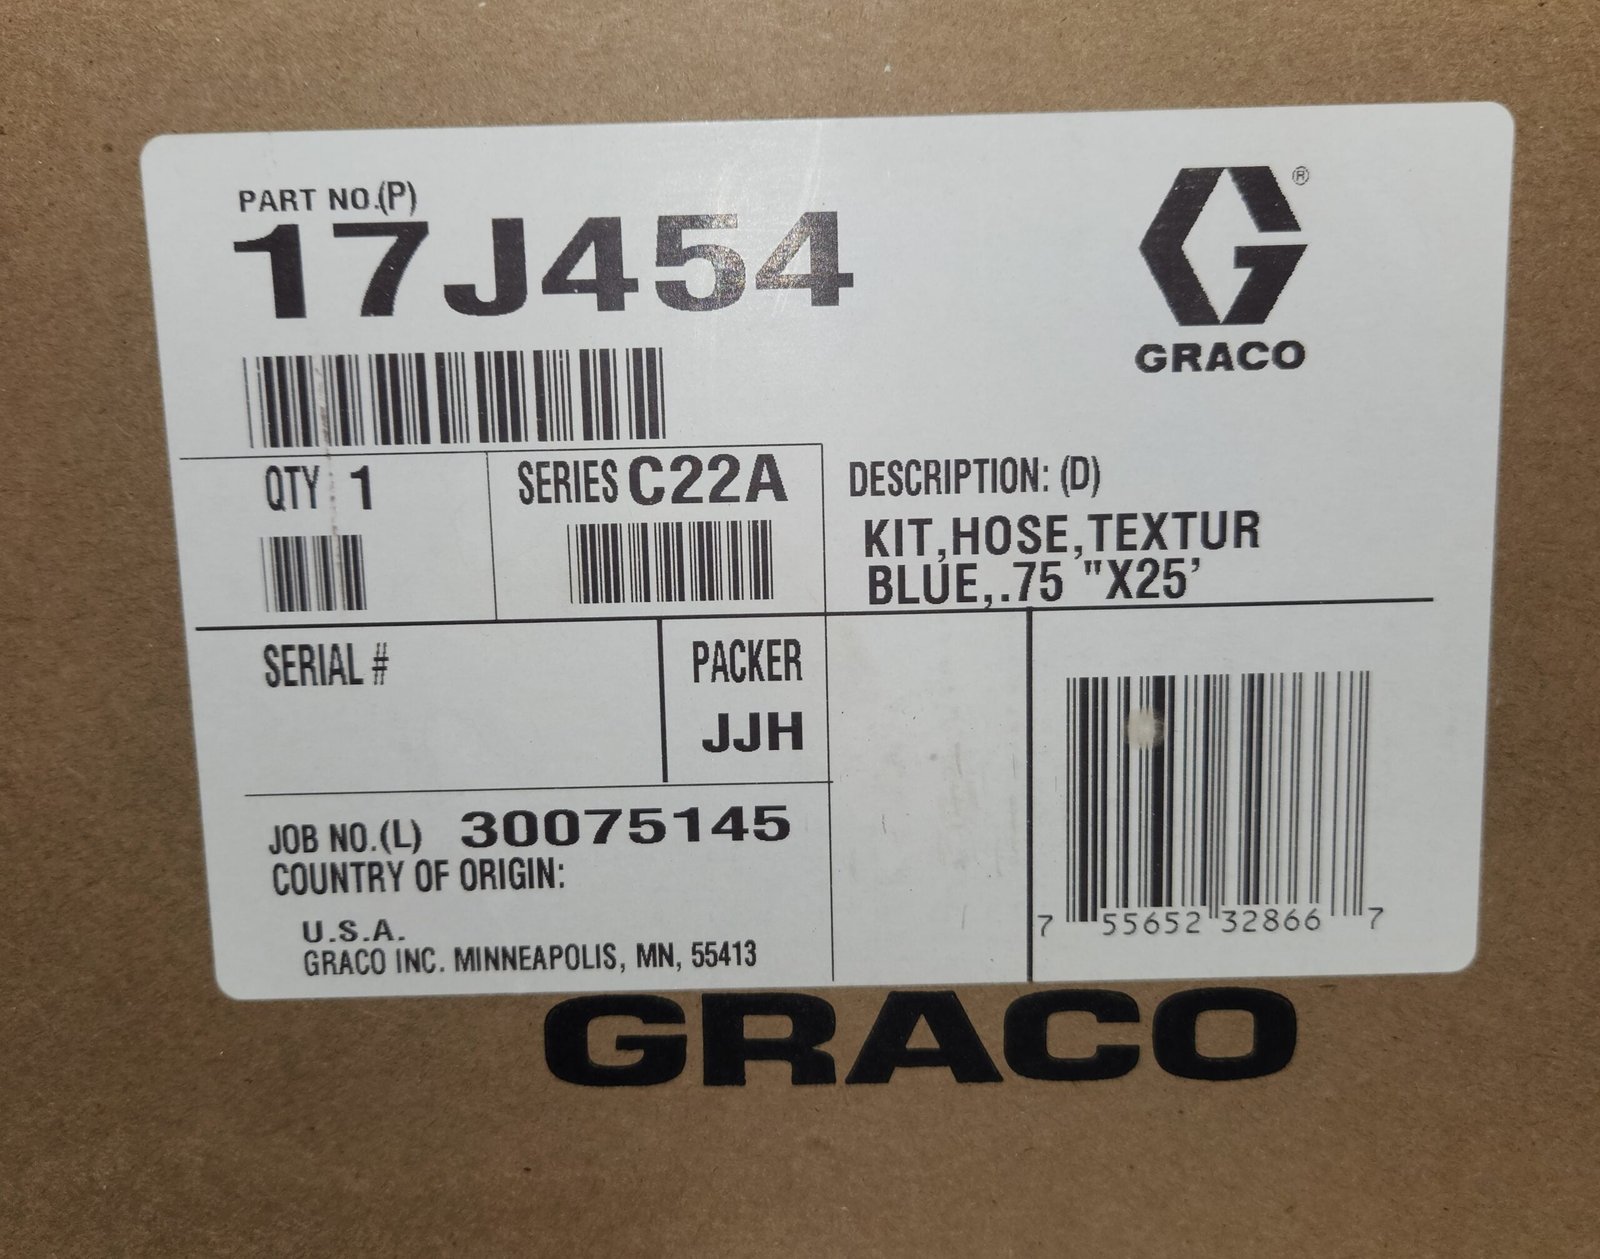 PART NO.(P)
17J454
®
GRACO
QTY 1
SERIES C22A
DESCRIPTION: (D)
KIT,HOSE,TEXTUR
BLUE,.75 "X25'
SERIAL #
PACKER
JJH
JOB NO.(L) 30075145
COUNTRY OF ORIGIN:
U.S.A.
GRACO INC. MINNEAPOLIS, MN, 55413
7 55652 32866 7
GRACO